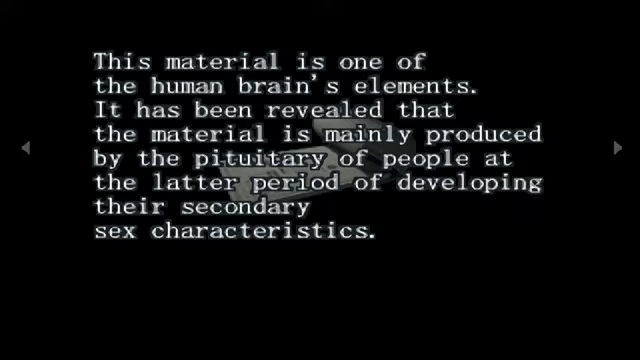 This material is one of
the human brain's elements.
It has been revealed that
the material is mainly produced
by the pituitary of people at
the latter period of developing
their secondary
sex characteristics.